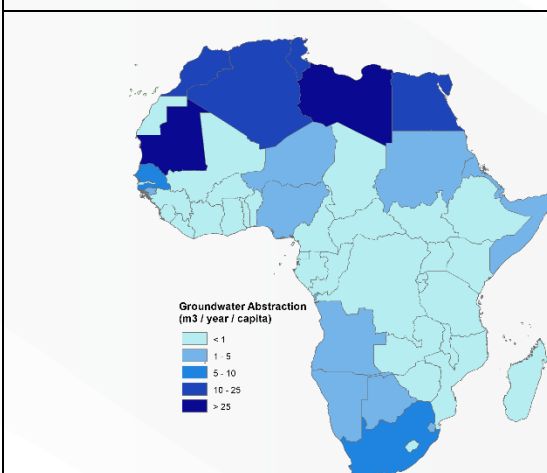 Groundwater Abstraction
(m3 / year / capita)
< 1
1 - 5
5 - 10
10 - 25
> 25